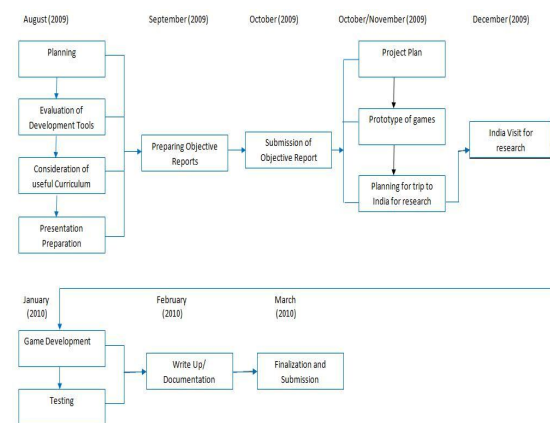 August (2009)
September (2009)
October (2009)
October/November (2009)
December (2009)
Planning
Evaluation of
Development Tools
Consideration of
useful Curriculum
Presentation
Preparation
Preparing Objective
Reports
Submission of
Objective Report
Project Plan
Prototype of games
Planning for trip to
India for research
India Visit for
research
January
(2010)
February
(2010)
March
(2010)
Game Development
Testing
Write Up/
Documentation
Finalization and
Submission